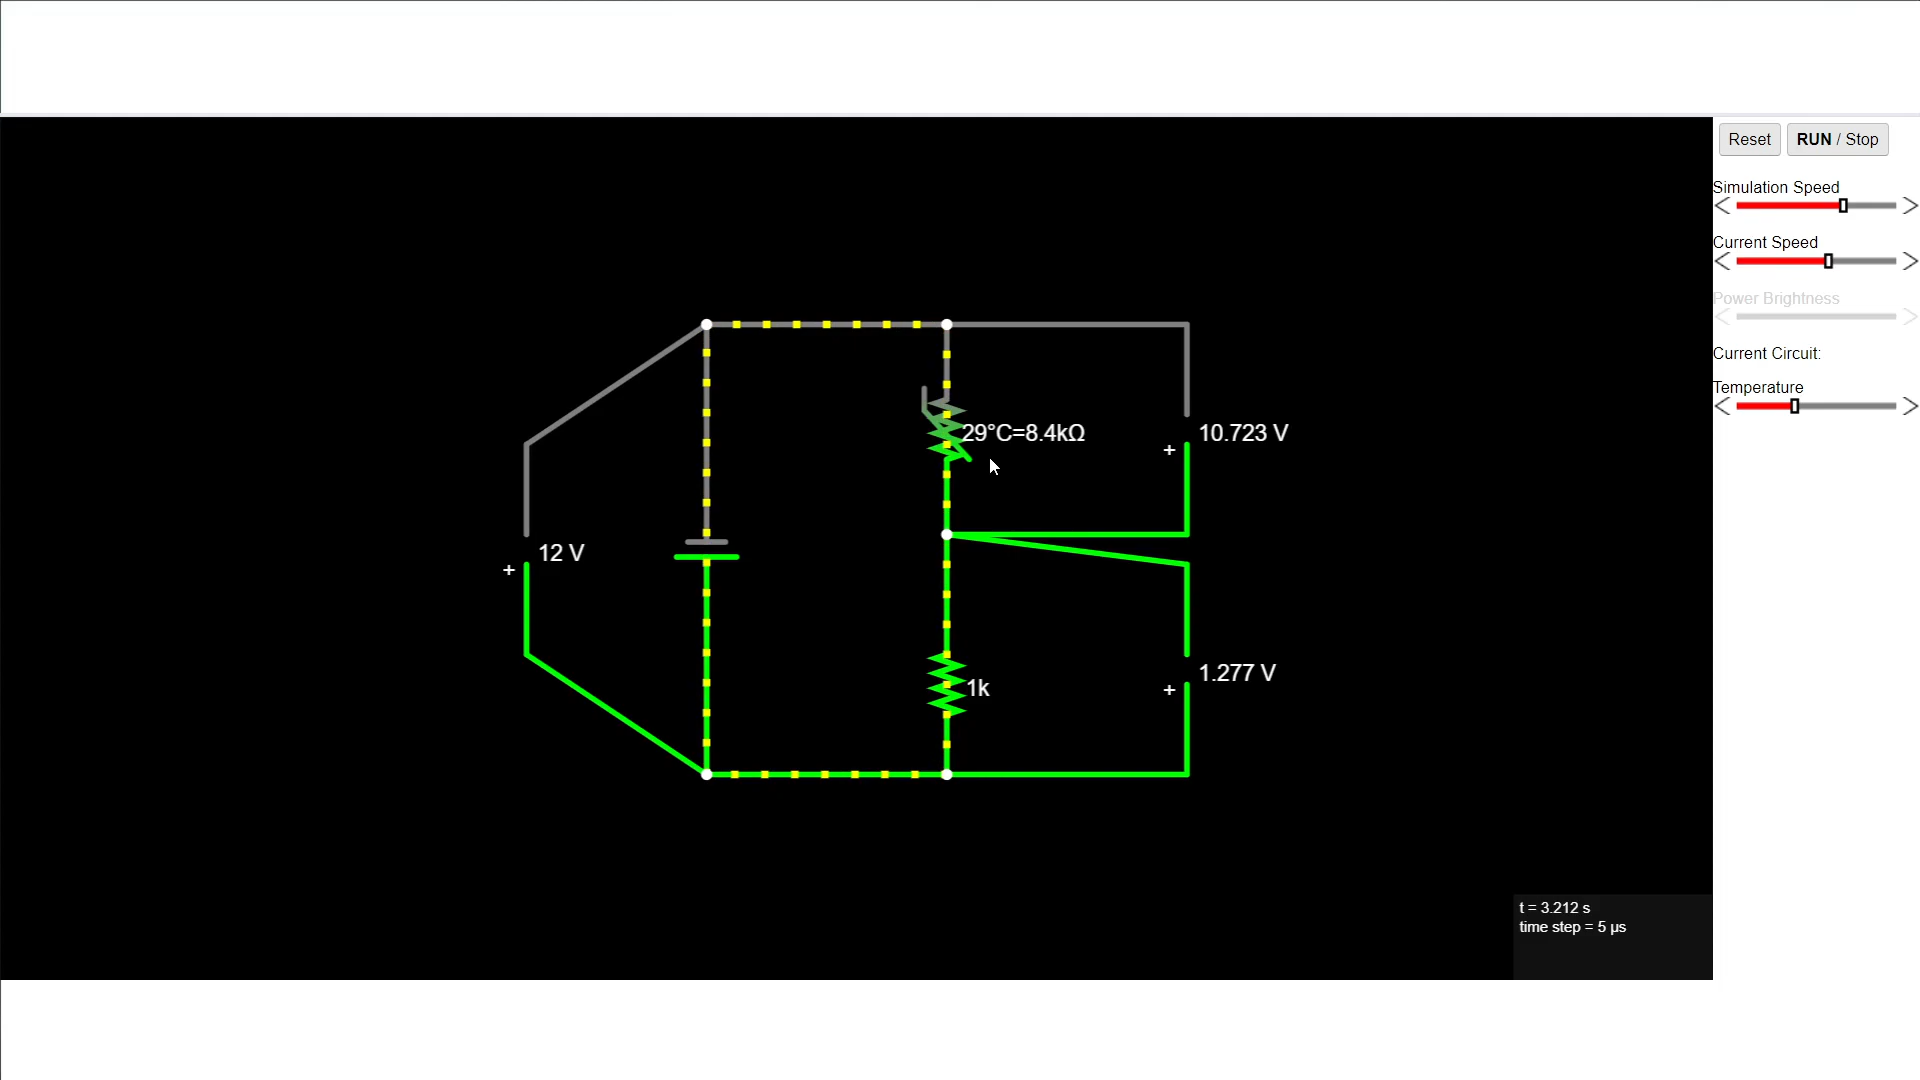 Reset
RUN / Stop
Simulation Speed
Current Speed
Power Brightness
Current Circuit:
Temperature
29°C=8.4kΩ
10.723 V
+
12 V
+
1.277 V
+
1k
t = 3.212 s
time step = 5 µs